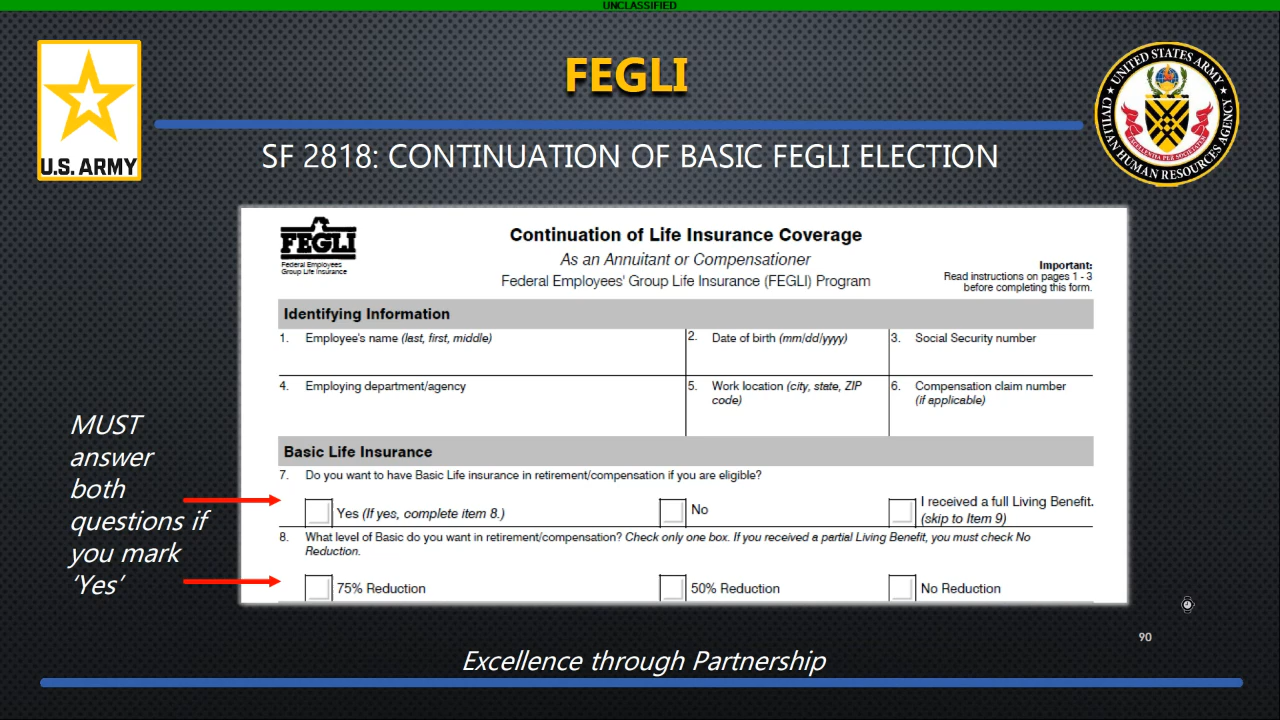 UNCLASSIFIED
FEGLI
U.S. ARMY
UNITED STATES ARMY
CIVILIAN HUMAN RESOURCES AGENCY
SF 2818: CONTINUATION OF BASIC FEGLI ELECTION
FEGLI
Federal Employees
Group Life Insurance
Continuation of Life Insurance Coverage
As an Annuitant or Compensationer
Federal Employees' Group Life Insurance (FEGLI) Program
Important:
Read instructions on pages 1 - 3
before completing this form.
Identifying Information
1. Employee's name (last, first, middle)
2. Date of birth (mm/dd/yyyy)
3. Social Security number
4. Employing department/agency
5. Work location (city, state, ZIP
code)
6. Compensation claim number
(if applicable)
Basic Life Insurance
7. Do you want to have Basic Life insurance in retirement/compensation if you are eligible?
Yes (If yes, complete item 8.)
No
I received a full Living Benefit.
(skip to Item 9)
8. What level of Basic do you want in retirement/compensation? Check only one box. If you received a partial Living Benefit, you must check No
Reduction.
75% Reduction
50% Reduction
No Reduction
MUST
answer
both
questions if
you mark
‘Yes’
90
Excellence through Partnership